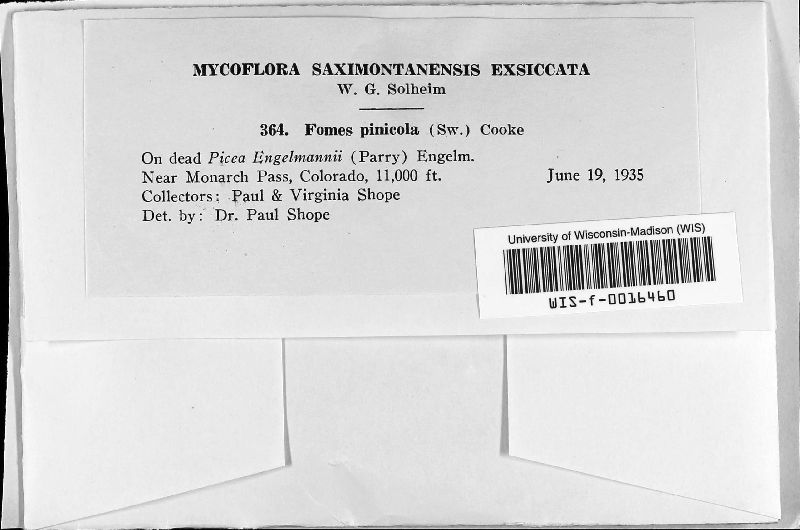 MYCOFLORA SAXIMONTANENSIS EXSICCATA
W. G. Solheim
364. Fomes pinicola (Sw.) Cooke
On dead Picea Engelmannii (Parry) Engelm.
Near Monarch Pass, Colorado, 11,000 ft. June 19, 1935
Collectors: Paul & Virginia Shope
Det. by: Dr. Paul Shope
University of Wisconsin-Madison (WIS)
WIS-f-0016460